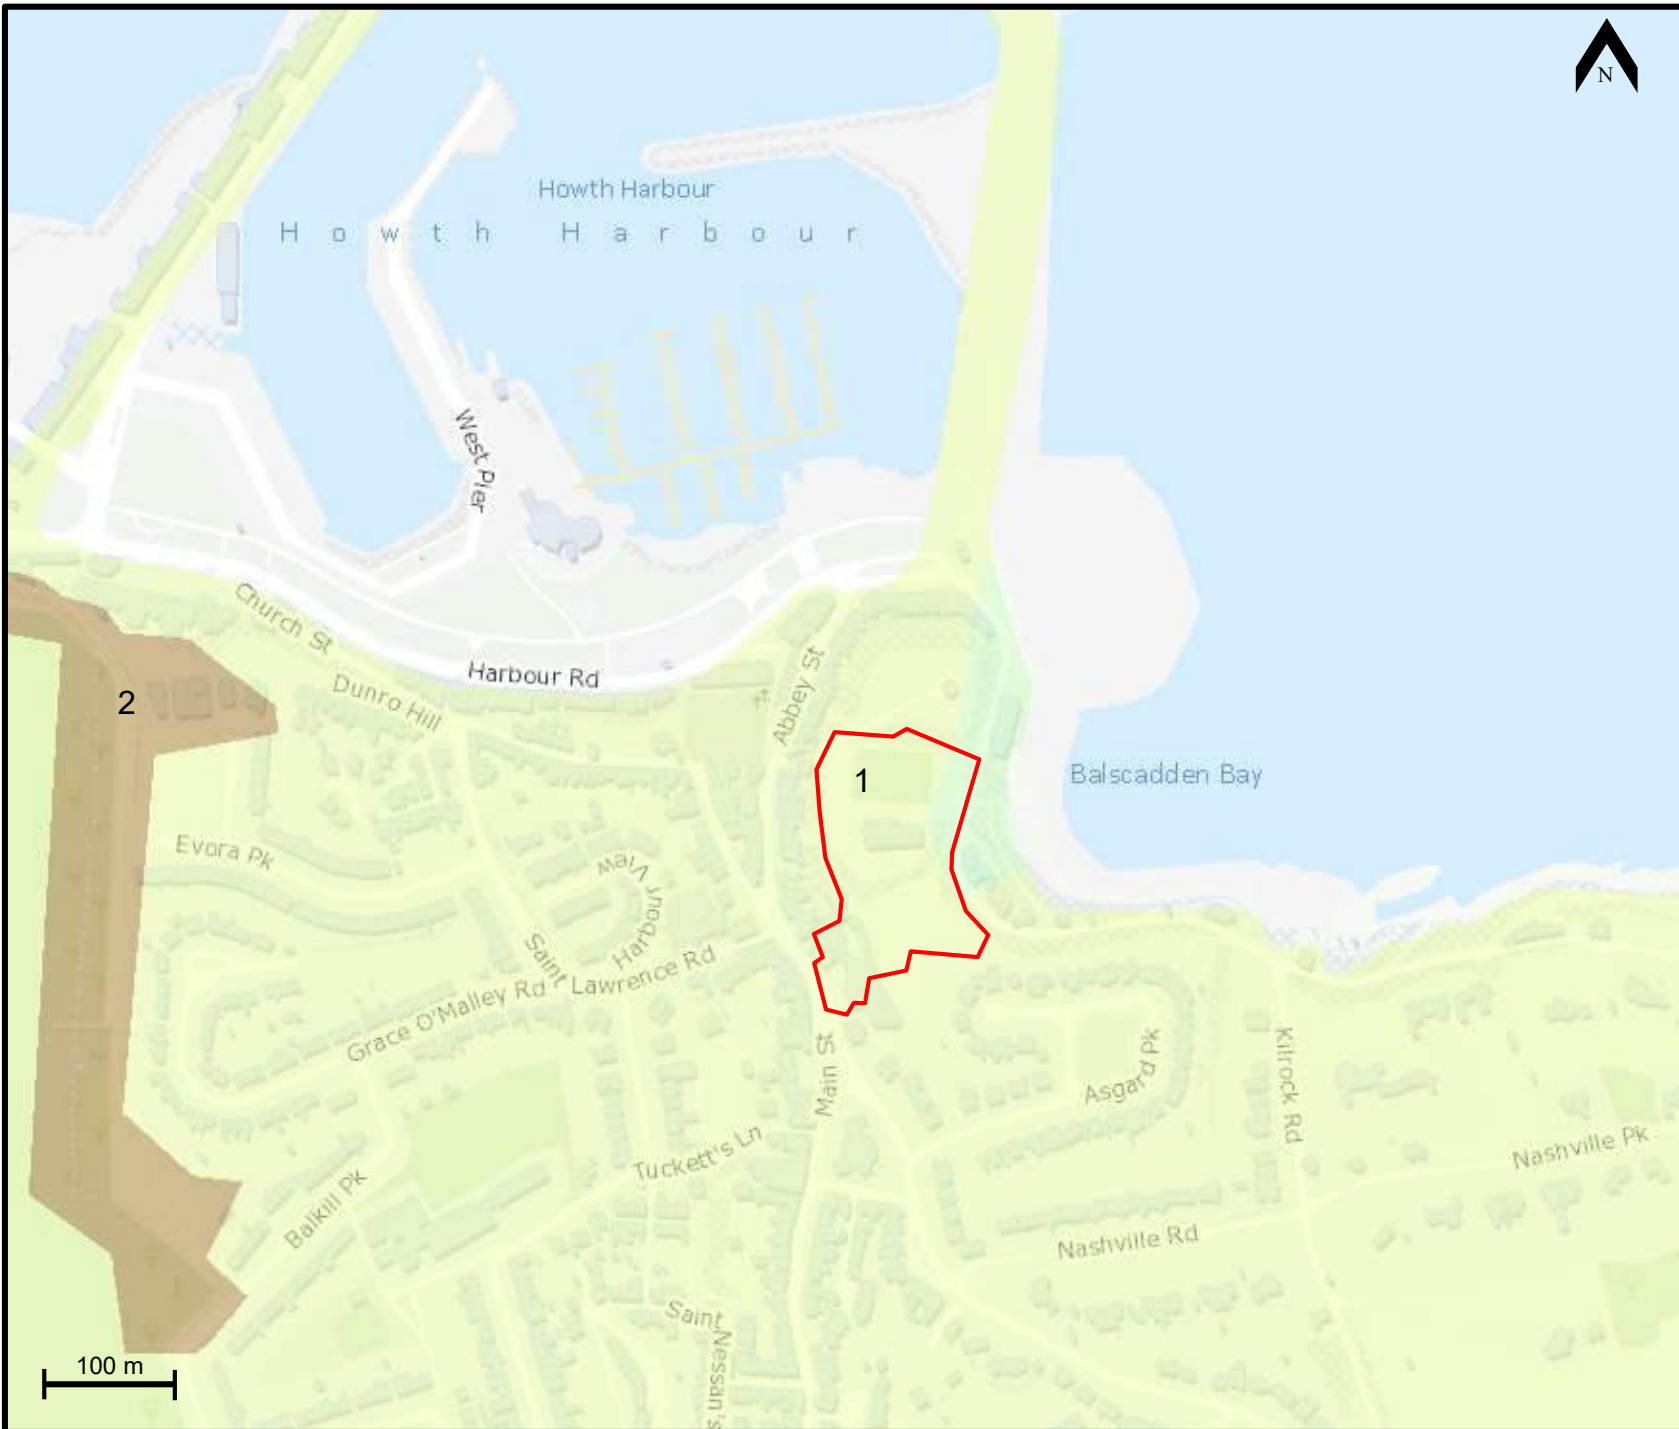 N
Howth Harbour
Howth Harbour
West Pier
Church St
Harbour Rd
Dunro Hill
Abbey St
2
1
Balscadden Bay
Evora Pk
Harbour View
Saint Lawrence Rd
Grace O'Malley Rd
Main St
Asgard Pk
Kilrock Rd
Tuckett's Ln
Nashville Pk
Balkill Pk
Nashville Rd
Saint Nessan's
100 m